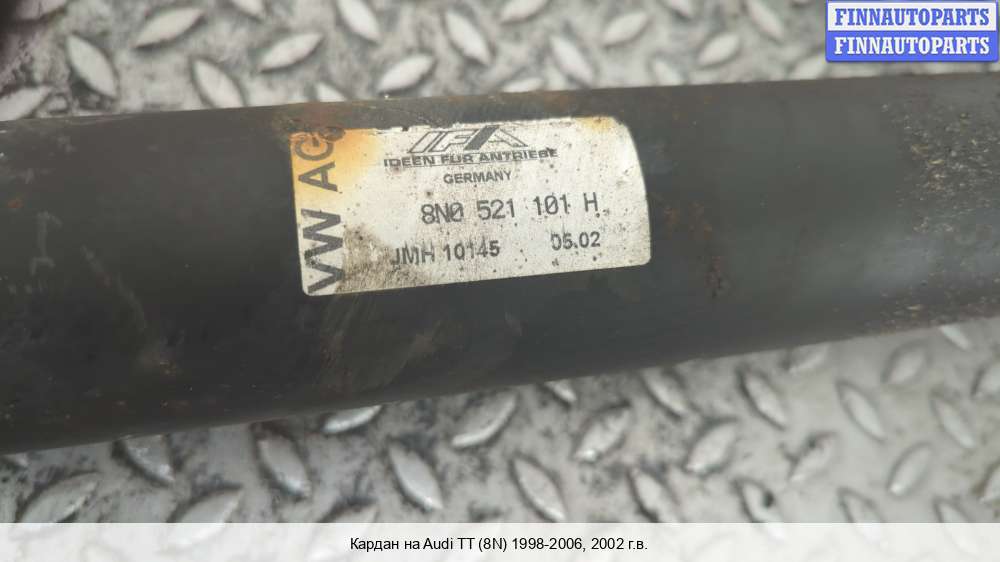 FINNAUTOPARTS
FINNAUTOPARTS
VW AG
IFA
IDEEN FÜR ANTRIEBE
GERMANY
8N0 521 101 H
JMH 10145 05.02
Кардан на Audi TT (8N) 1998-2006, 2002 г.в.